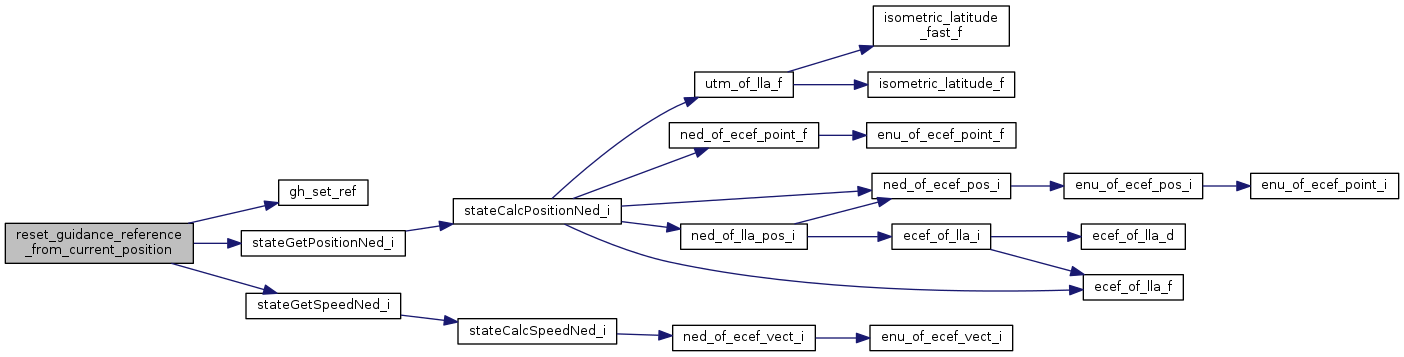 reset_guidance_reference
_from_current_position
gh_set_ref
stateGetPositionNed_i
stateGetSpeedNed_i
stateCalcPositionNed_i
stateCalcSpeedNed_i
utm_of_lla_f
ned_of_ecef_point_f
ned_of_lla_pos_i
ned_of_ecef_vect_i
isometric_latitude
_fast_f
isometric_latitude_f
enu_of_ecef_point_f
ned_of_ecef_pos_i
ecef_of_lla_i
enu_of_ecef_vect_i
enu_of_ecef_pos_i
ecef_of_lla_d
ecef_of_lla_f
enu_of_ecef_point_i